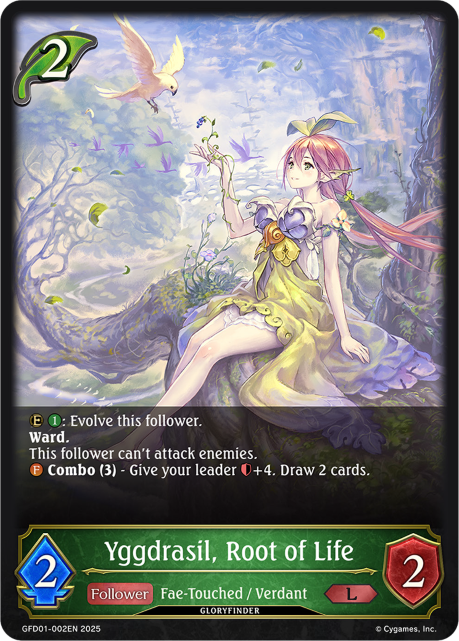 2
E 1: Evolve this follower.
Ward.
This follower can't attack enemies.
F Combo (3) - Give your leader +4. Draw 2 cards.
2
Yggdrasil, Root of Life
2
Follower Fae-Touched / Verdant L
GLORYFINDER
GFD01-002EN 2025 © Cygames, Inc.